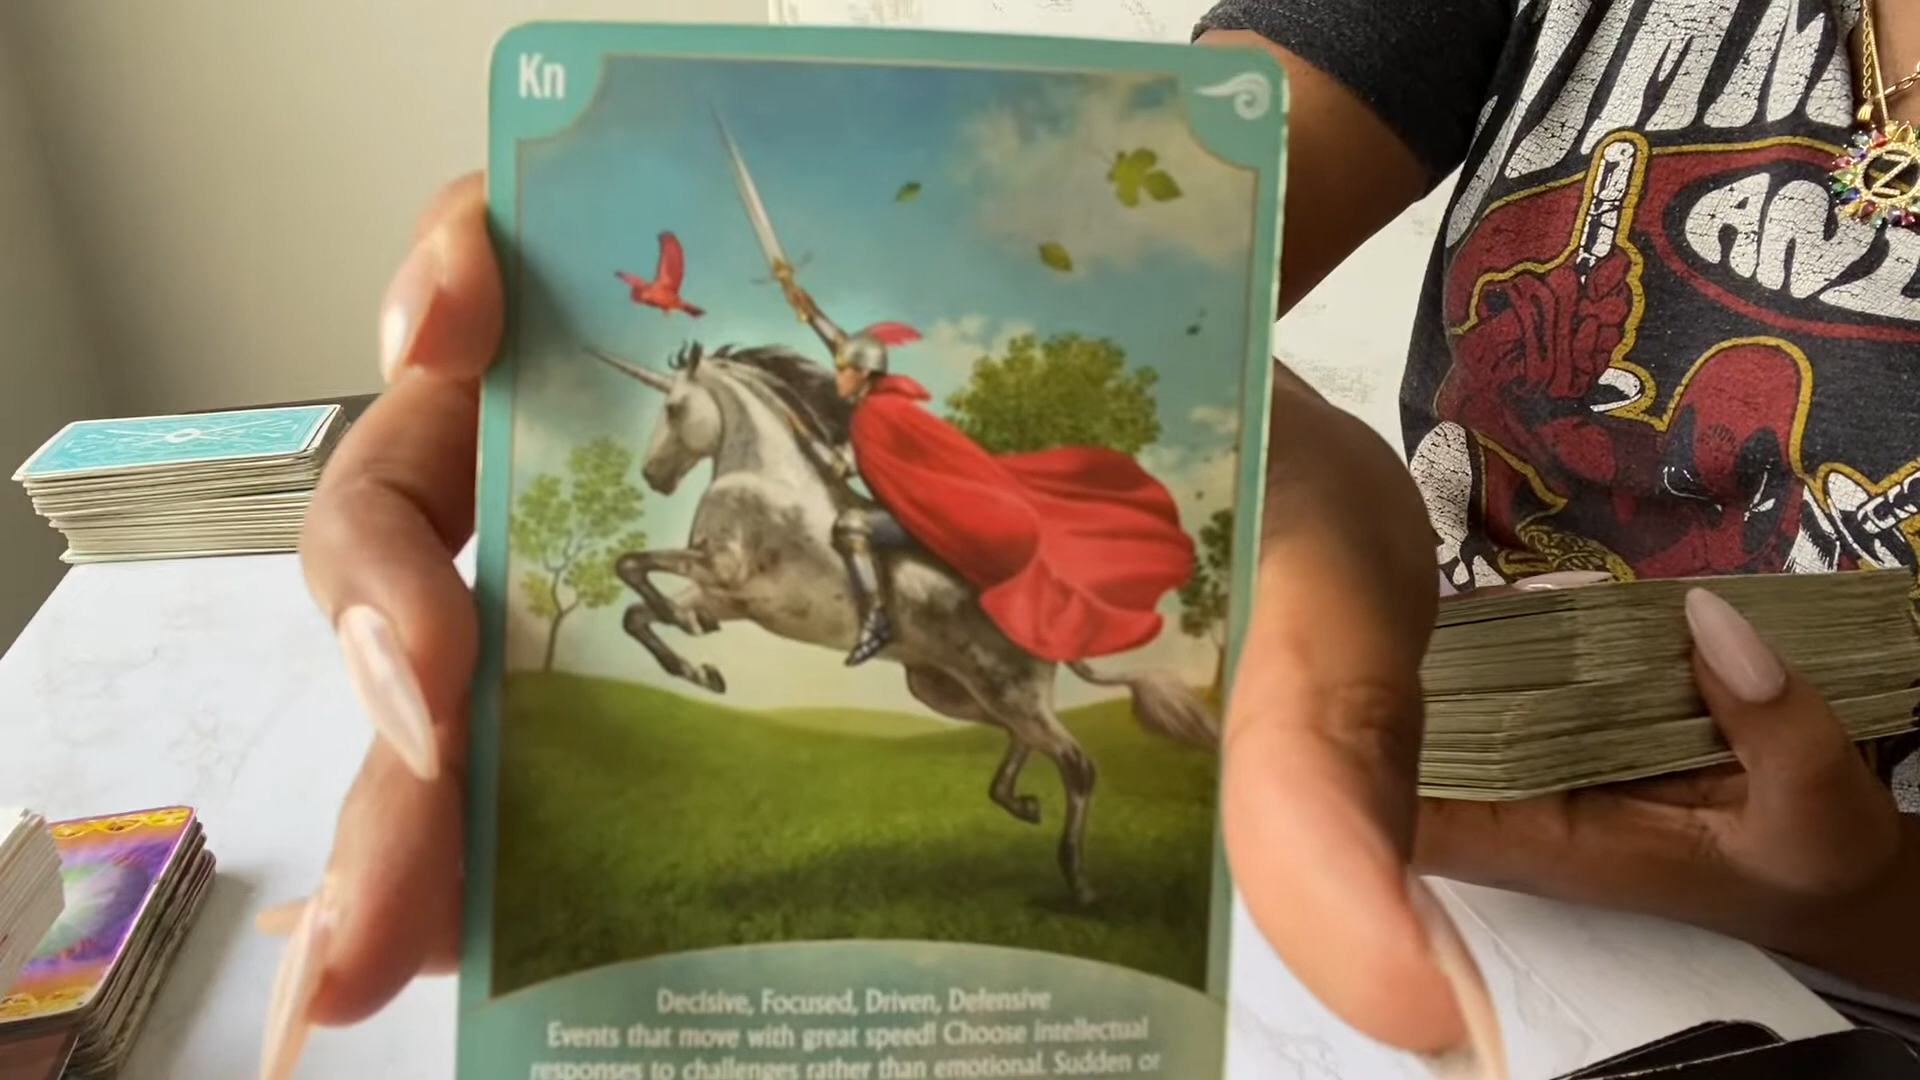 Kn
Decisive, Focused, Driven, Defensive
Events that move with great speed! Choose intellectual
responses to challenges rather than emotional. Sudden or
Z